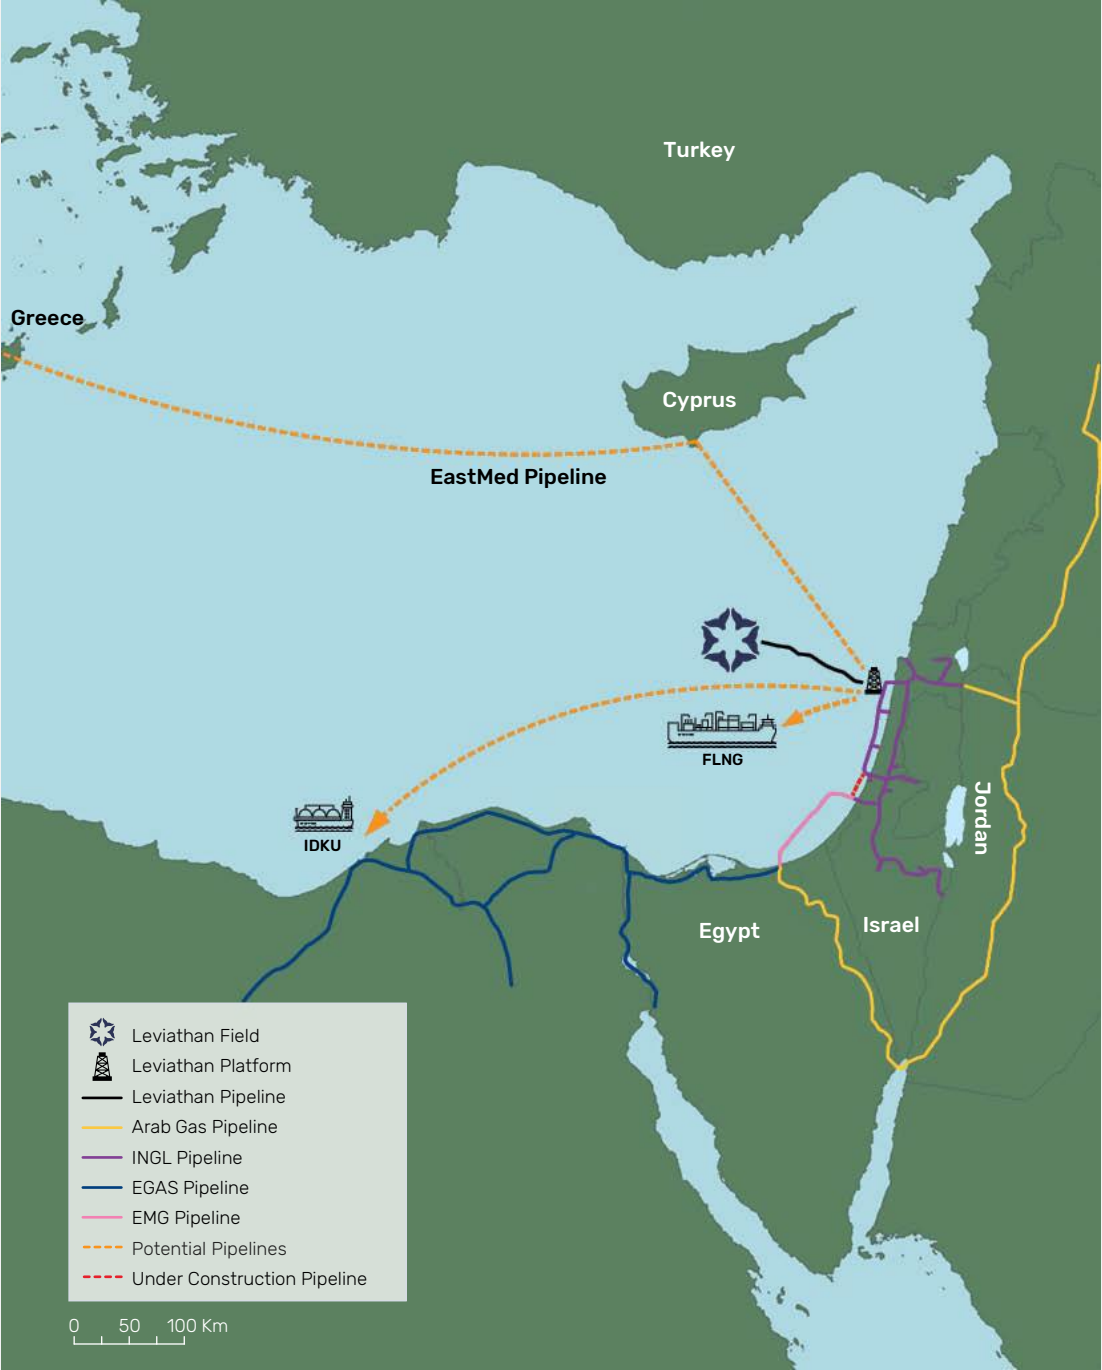 Turkey
Greece
Cyprus
EastMed Pipeline
FLNG
IDKU
Jordan
Egypt
Israel
Leviathan Field
Leviathan Platform
Leviathan Pipeline
Arab Gas Pipeline
INGL Pipeline
EGAS Pipeline
EMG Pipeline
Potential Pipelines
Under Construction Pipeline
0 50 100 Km